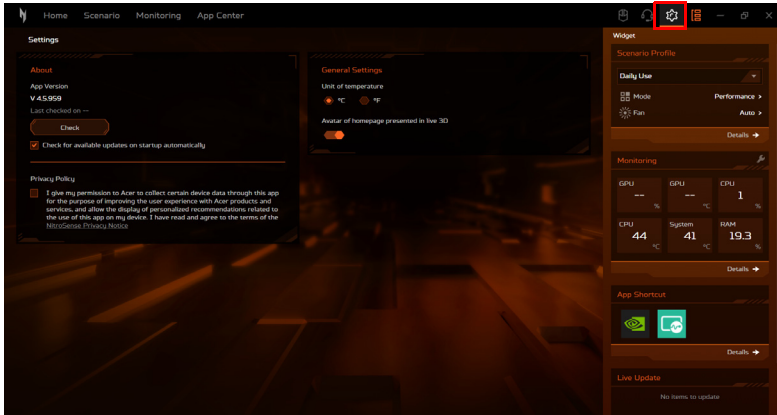 Home Scenario Monitoring App Center
Settings
About
App Version
V 4.5.959
Last checked on --
Check
Check for available updates on startup automatically
Privacy Policy
I give my permission to Acer to collect certain device data through this app
for the purpose of improving the user experience with Acer products and
services, and allow the display of personalized recommendations related to
the use of this app on my device. I have read and agree to the terms of the
NitroSense Privacy Notice
General Settings
Unit of temperature
°C °F
Avatar of homepage presented in live 3D
Widget
Scenario Profile
Daily Use
Mode Performance >
Fan Auto >
Details →
Monitoring
GPU GPU CPU
-- -- 1
% °C %
CPU System RAM
44 41 19.3
°C °C %
Details →
App Shortcut
Details →
Live Update
No items to update